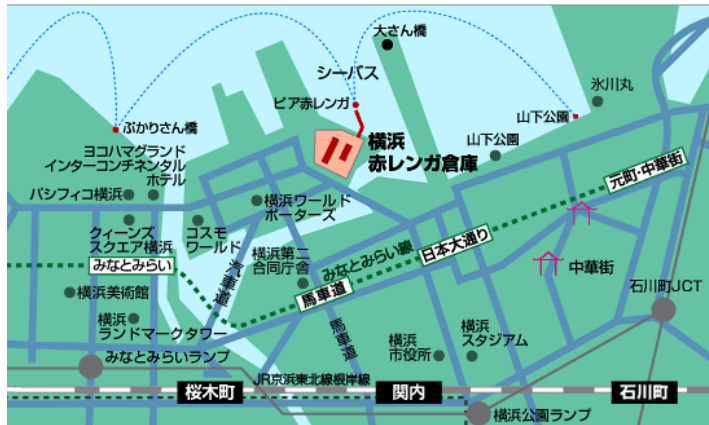 大さん橋
シーバス
氷川丸
ピア赤レンガ
山下公園
ぷかりさん橋
横浜
赤レンガ倉庫
山下公園
ヨコハマグランド
インターコンチネンタル
ホテル
元町・中華街
パシフィコ横浜
横浜ワールド
ポーターズ
クィーンズ
スクエア横浜
コスモ
ワールド
みなとみらい線
日本大通り
横浜第二
合同庁舎
汽車道
みなとみらい
中華街
馬車道
石川町JCT
横浜美術館
横浜
ランドマークタワー
馬車道
横浜
市役所
横浜
スタジアム
みなとみらいランプ
JR京浜東北線根岸線
桜木町
関内
石川町
横浜公園ランプ